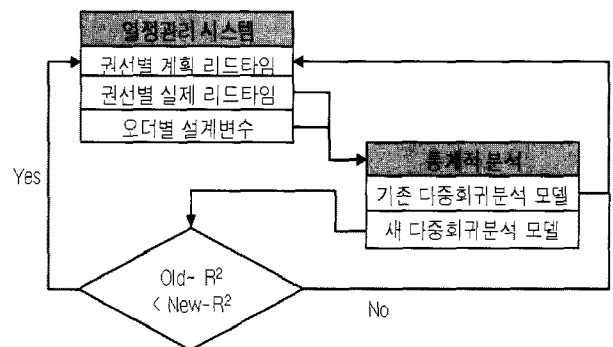 일정관리 시스템
권선별 계획 리드타임
권선별 실제 리드타임
오더별 설계변수
통계적 분석
기존 다중회귀분석 모델
새 다중회귀분석 모델
Yes
Old- R²
< New-R²
No